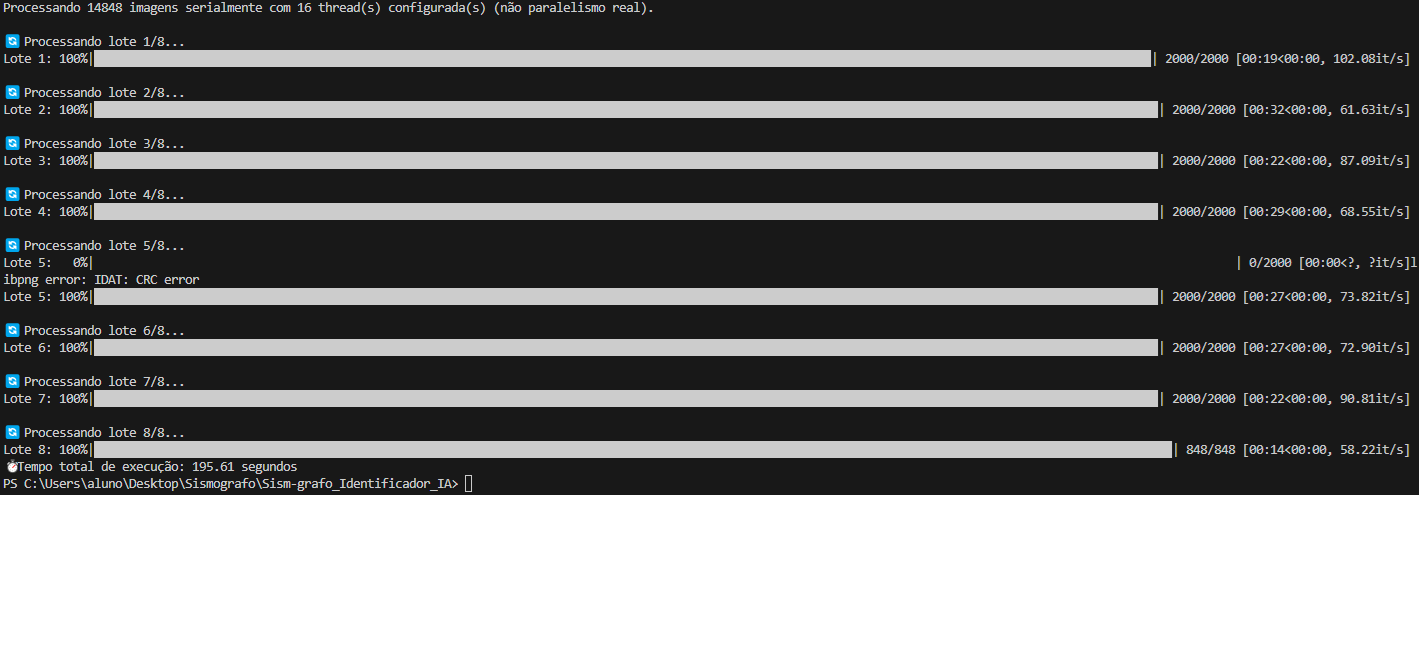 Processando 14848 imagens serialmente com 16 thread(s) configurada(s) (não paralelismo real).
🔄 Processando lote 1/8...
Lote 1: 100%|██████████| 2000/2000 [00:19<00:00, 102.08it/s]
🔄 Processando lote 2/8...
Lote 2: 100%|██████████| 2000/2000 [00:32<00:00, 61.63it/s]
🔄 Processando lote 3/8...
Lote 3: 100%|██████████| 2000/2000 [00:22<00:00, 87.09it/s]
🔄 Processando lote 4/8...
Lote 4: 100%|██████████| 2000/2000 [00:29<00:00, 68.55it/s]
🔄 Processando lote 5/8...
Lote 5:   0%| | 0/2000 [00:00<?, ?it/s]l
ibpng error: IDAT: CRC error
Lote 5: 100%|██████████| 2000/2000 [00:27<00:00, 73.82it/s]
🔄 Processando lote 6/8...
Lote 6: 100%|██████████| 2000/2000 [00:27<00:00, 72.90it/s]
🔄 Processando lote 7/8...
Lote 7: 100%|██████████| 2000/2000 [00:22<00:00, 90.81it/s]
🔄 Processando lote 8/8...
Lote 8: 100%|██████████| 848/848 [00:14<00:00, 58.22it/s]
⏱Tempo total de execução: 195.61 segundos
PS C:\Users\aluno\Desktop\Sismografo\Sism-grafo_Identificador_IA>